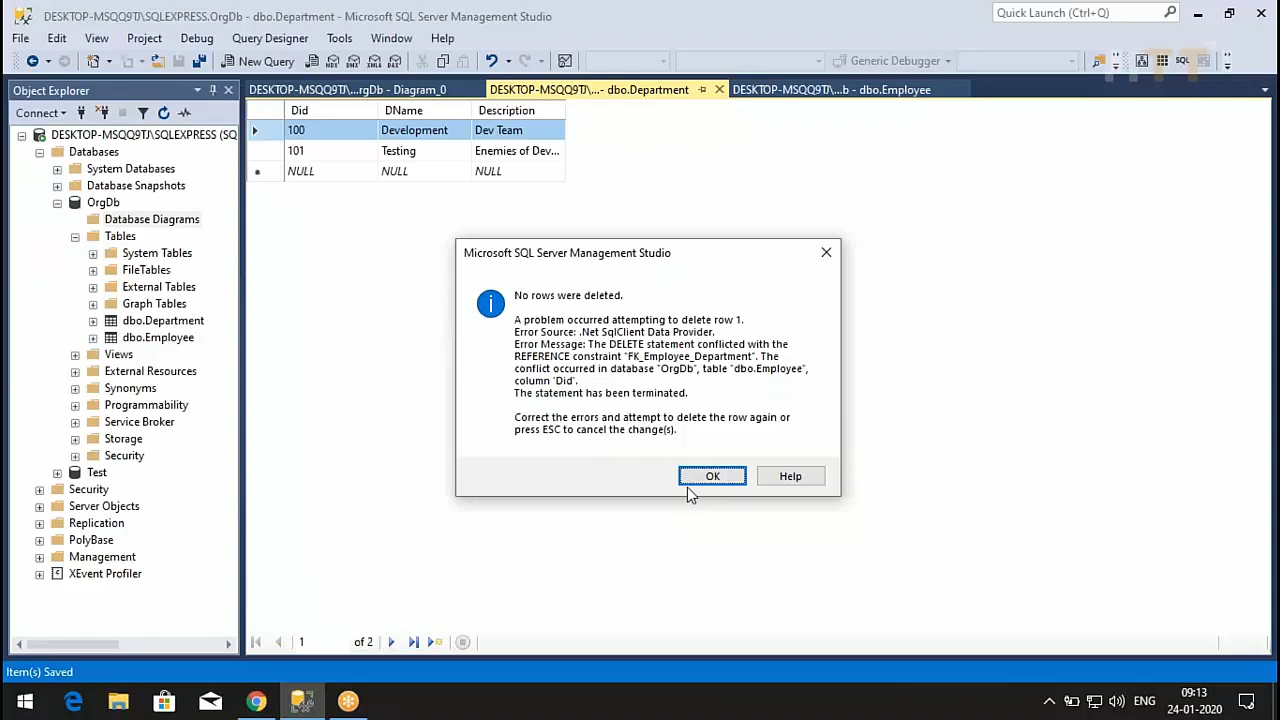 DESKTOP-MSQQ9TJ\SQLEXPRESS.OrgDb - dbo.Department - Microsoft SQL Server Management Studio
Quick Launch (Ctrl+Q)
File Edit View Project Debug Query Designer Tools Window Help
New Query
Generic Debugger
Object Explorer
DESKTOP-MSQQ9TJ\...rgDb - Diagram_0
DESKTOP-MSQQ9TJ\...- dbo.Department
DESKTOP-MSQQ9TJ\...b - dbo.Employee
Connect
DESKTOP-MSQQ9TJ\SQLEXPRESS (SQ
Databases
System Databases
Database Snapshots
OrgDb
Database Diagrams
Tables
System Tables
FileTables
External Tables
Graph Tables
dbo.Department
dbo.Employee
Views
External Resources
Synonyms
Programmability
Service Broker
Storage
Security
Test
Security
Server Objects
Replication
PolyBase
Management
XEvent Profiler
Did DName Description
100 Development Dev Team
101 Testing Enemies of Dev...
NULL NULL NULL
Microsoft SQL Server Management Studio
No rows were deleted.
A problem occurred attempting to delete row 1.
Error Source: .Net SqlClient Data Provider.
Error Message: The DELETE statement conflicted with the
REFERENCE constraint "FK_Employee_Department". The
conflict occurred in database "OrgDb", table "dbo.Employee",
column 'Did'.
The statement has been terminated.
Correct the errors and attempt to delete the row again or
press ESC to cancel the change(s).
OK Help
1 of 2
Item(s) Saved
ENG
09:13
24-01-2020